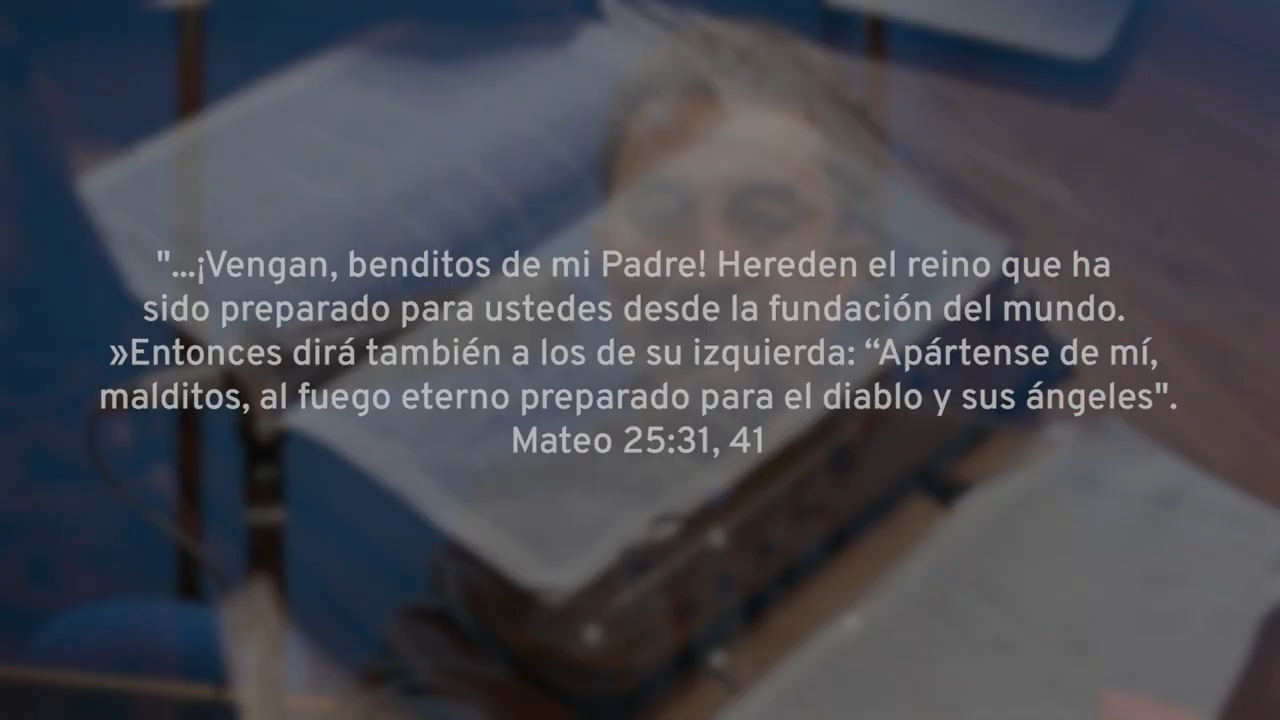 "...¡Vengan, benditos de mi Padre! Hereden el reino que ha
sido preparado para ustedes desde la fundación del mundo.
»Entonces dirá también a los de su izquierda: “Apártense de mí,
malditos, al fuego eterno preparado para el diablo y sus ángeles".
Mateo 25:31, 41